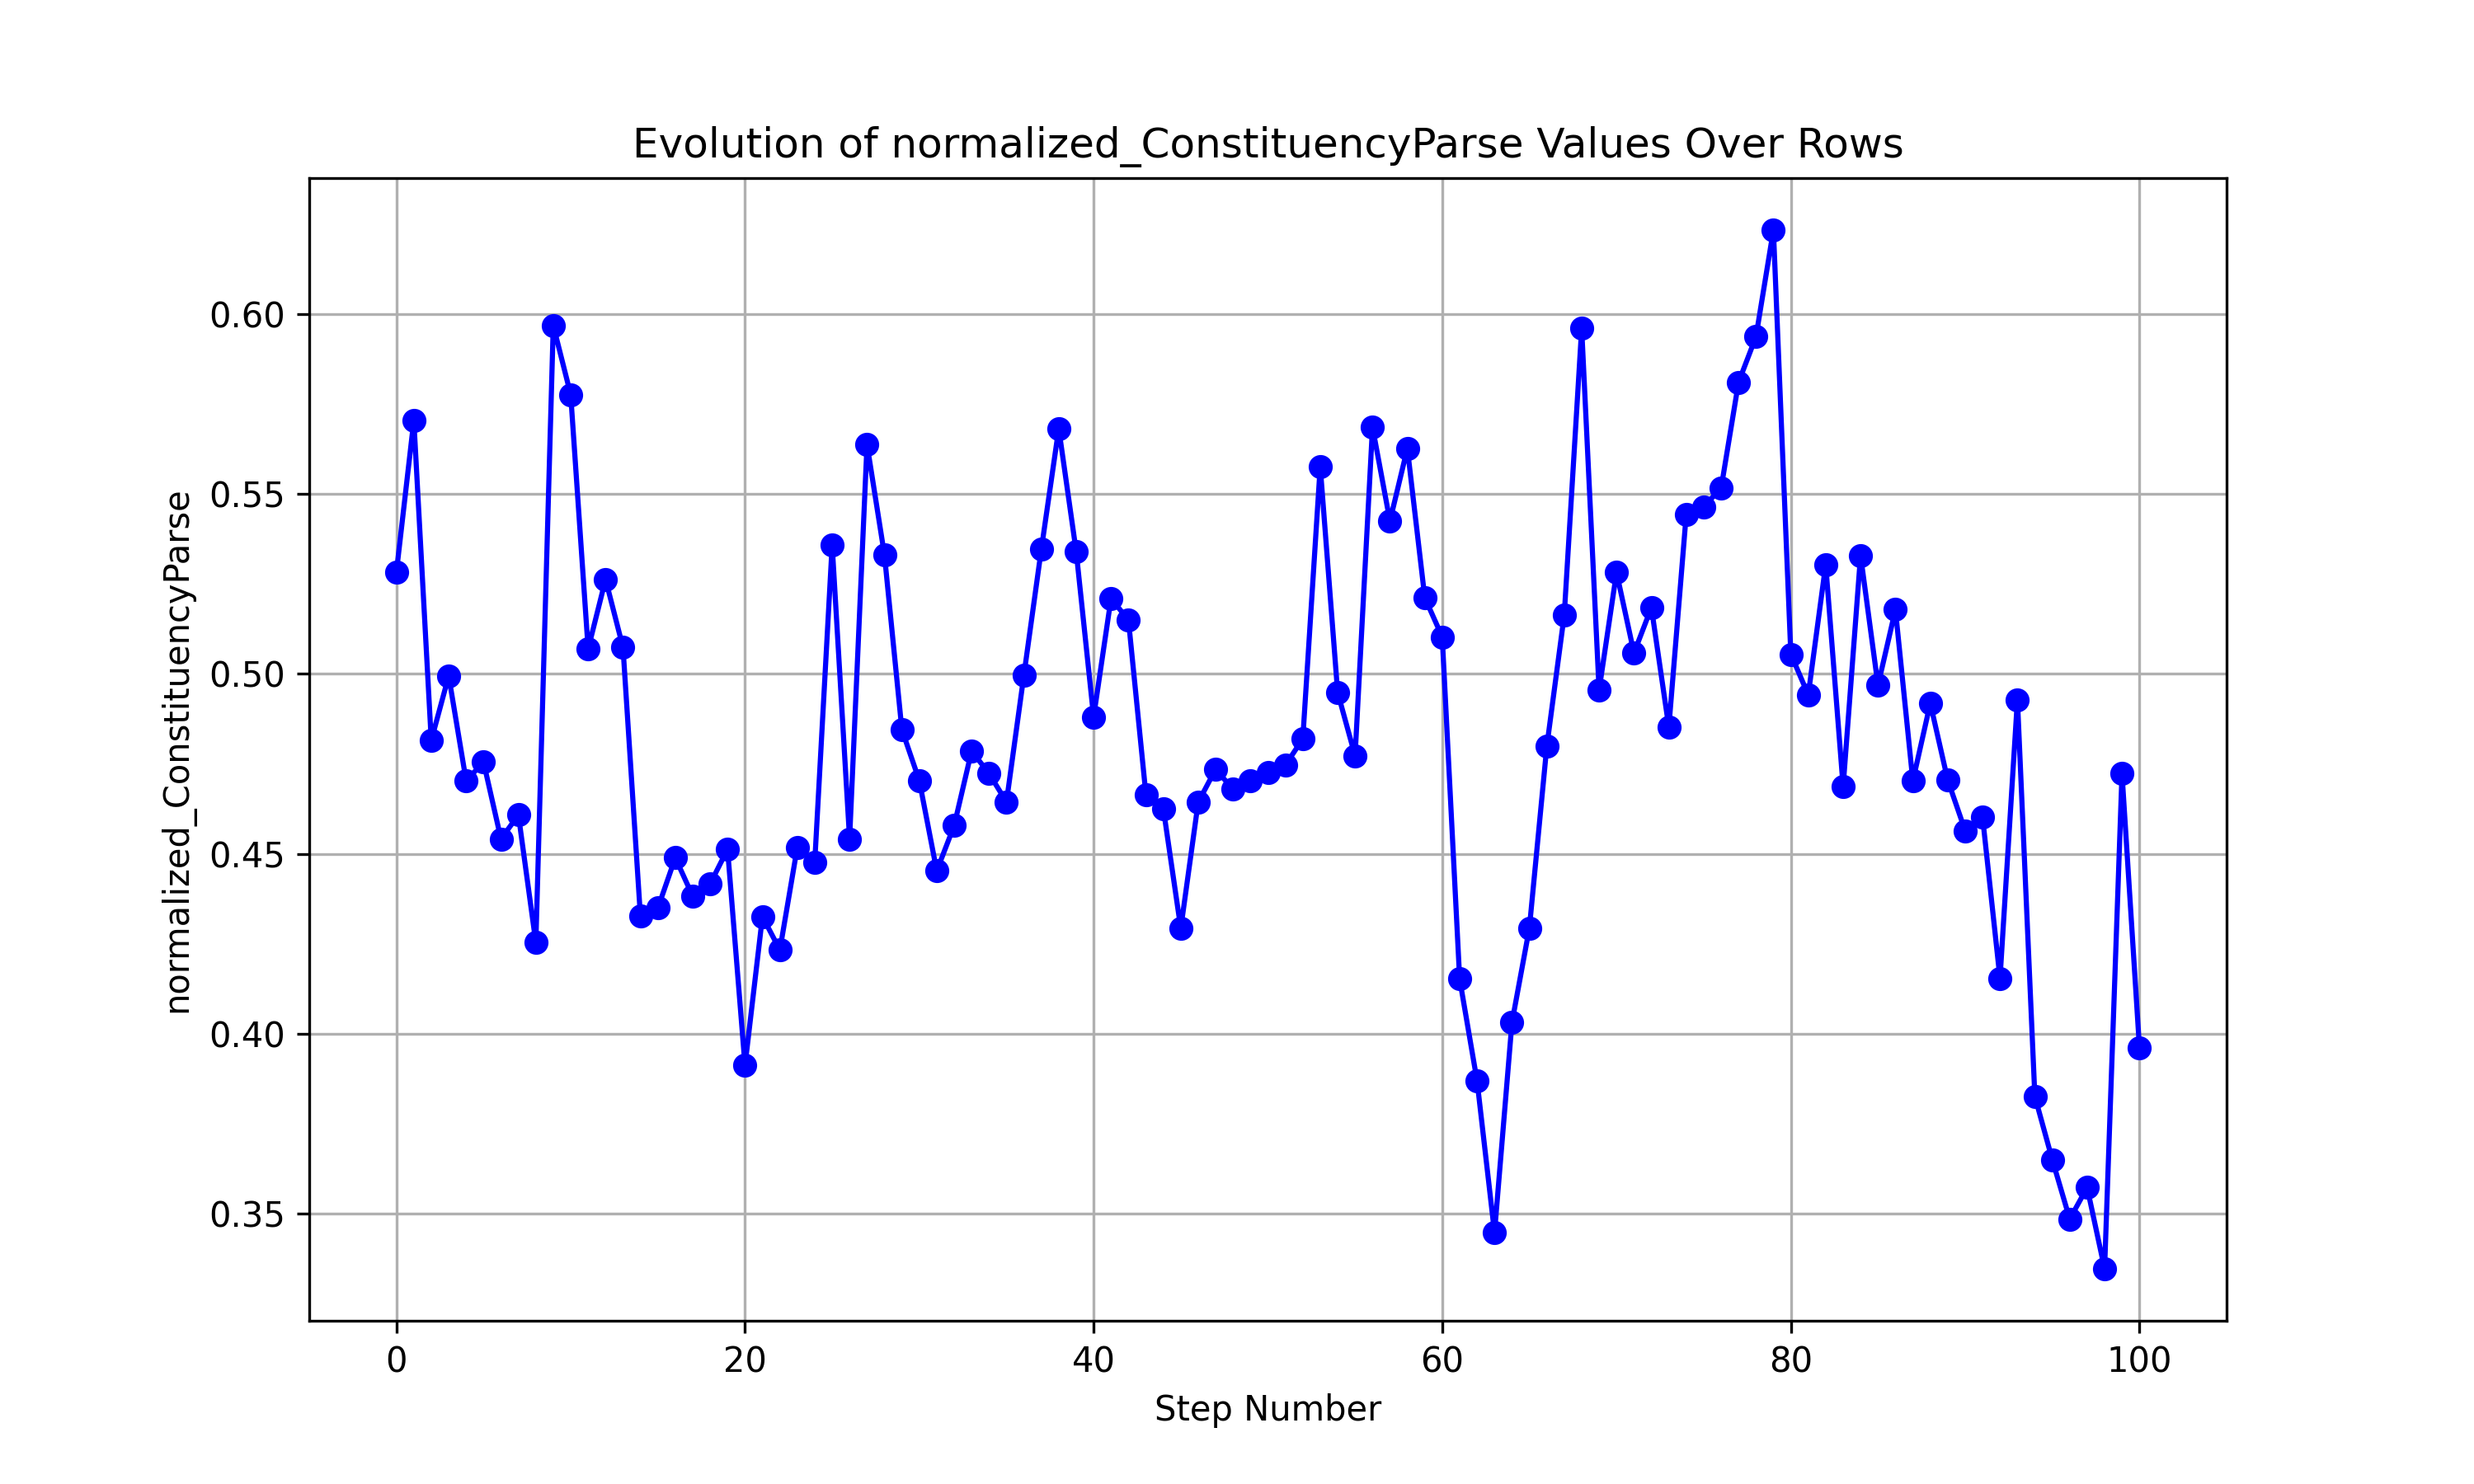 Evolution of normalized_ConstituencyParse Values Over Rows
normalized_ConstituencyParse
0.60
0.55
0.50
0.45
0.40
0.35
0 20 40 60 80 100
Step Number